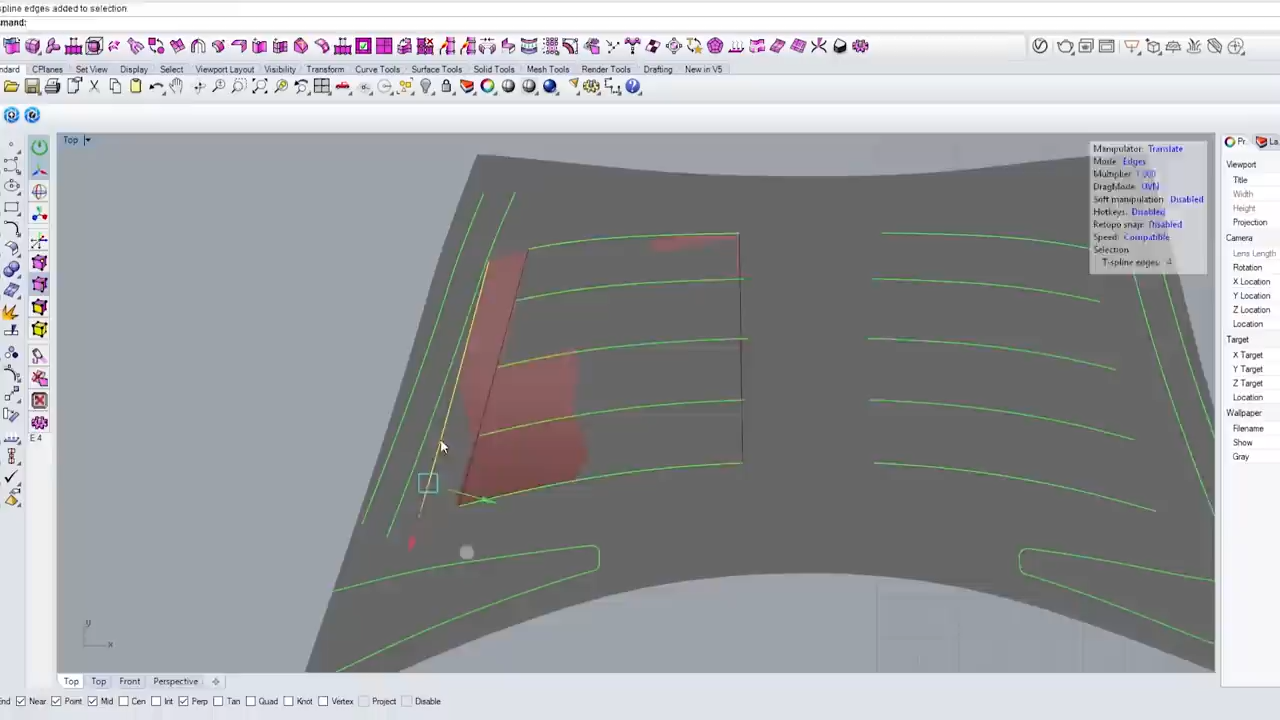 spline edges added to selection
mand:
ndard CPlanes Set View Display Select Viewport Layout Visibility Transform Curve Tools Surface Tools Solid Tools Mesh Tools Render Tools Drafting New in V5
Top
Manipulator: Translate
Mode: Edges
Multiplier 1.000
DragMode: UVN
Soft manipulation Disabled
Hotkeys: Disabled
Retopo snap: Disabled
Speed: Compatible
Selection
T-spline edges: 4
Pr.. La
Viewport
Title
Width
Height
Projection
Camera
Lens Length
Rotation
X Location
Y Location
Z Location
Location
Target
X Target
Y Target
Z Target
Location
Wallpaper
Filename
Show
Gray
E 4
y
x
Top Top Front Perspective
End Near Point Mid Cen Int Perp Tan Quad Knot Vertex Project Disable